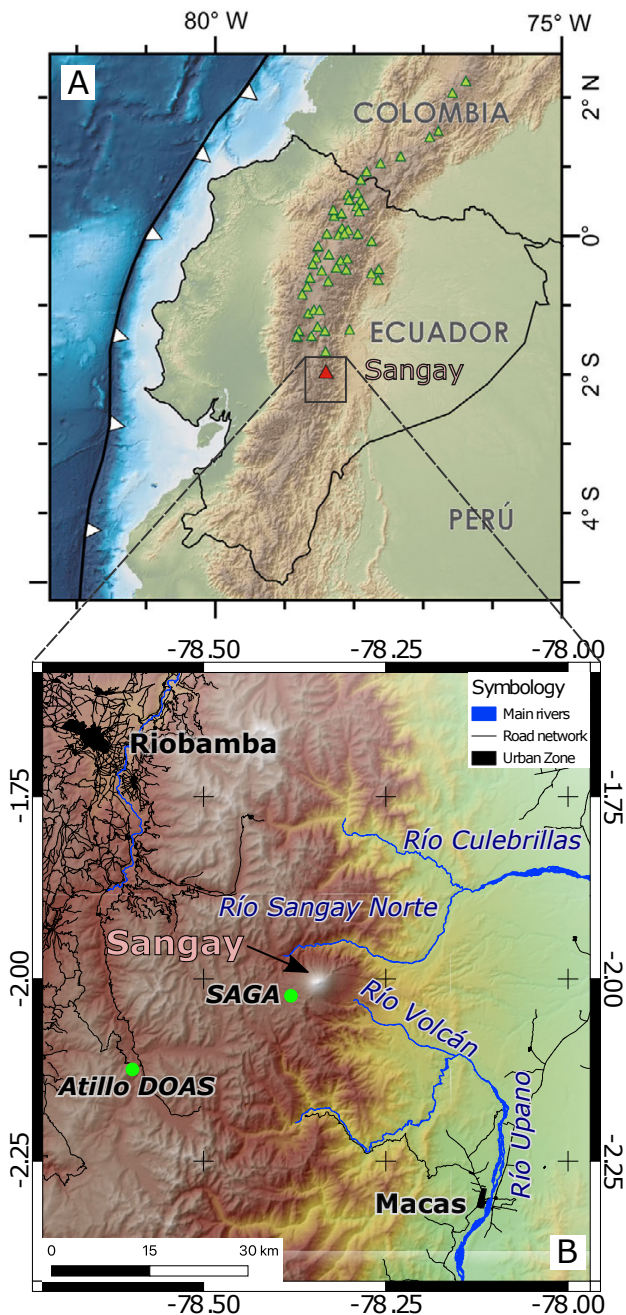 80° W
75° W
A
COLOMBIA
2° N
0°
ECUADOR
Sangay
2° S
PERÚ
4° S
-78.50
-78.25
-78.00
Symbology
Main rivers
Road network
Urban Zone
Riobamba
-1.75
-1.75
Río Culebrillas
Río Sangay Norte
Sangay
-2.00
SAGA
-2.00
Río Volcán
Atillo DOAS
Río Upano
-2.25
-2.25
Macas
0
15
30 km
B
-78.50
-78.25
-78.00